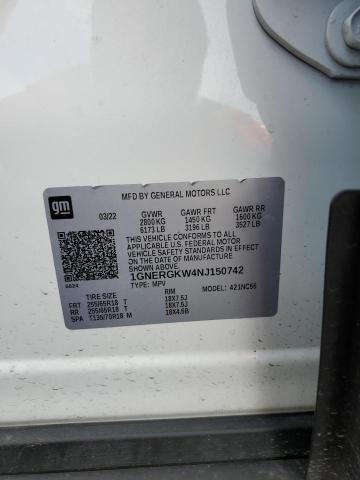 gm
MFD BY GENERAL MOTORS LLC
03/22 GVWR GAWR FRT GAWR RR
2800 KG 1450 KG 1600 KG
6173 LB 3196 LB 3527 LB
THIS VEHICLE CONFORMS TO ALL
APPLICABLE U.S. FEDERAL MOTOR
VEHICLE SAFETY STANDARDS IN
EFFECT ON THE DATE OF MANUFACTURE
SHOWN ABOVE.
1GNERGKW4NJ150742
6624 TYPE: MPV
TIRE SIZE RIM MODEL: 421NC56
FRT 255/65R18 T 18X7.5J
RR 255/65R18 T 18X7.5J
SPA T135/70R18 M 18X4.5B